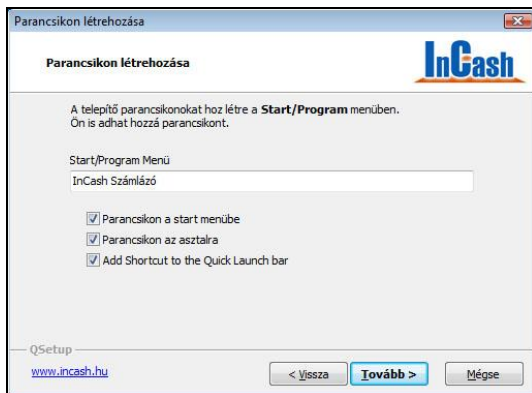 Parancsikon létrehozása
Parancsikon létrehozása
InCash
A telepítő parancsikonokat hoz létre a Start/Program menüben.
Ön is adhat hozzá parancsikont.
Start/Program Menü
InCash Számlázó
Parancsikon a start menübe
Parancsikon az asztalra
Add Shortcut to the Quick Launch bar
QSetup
www.incash.hu
< Vissza
Tovább >
Mégse